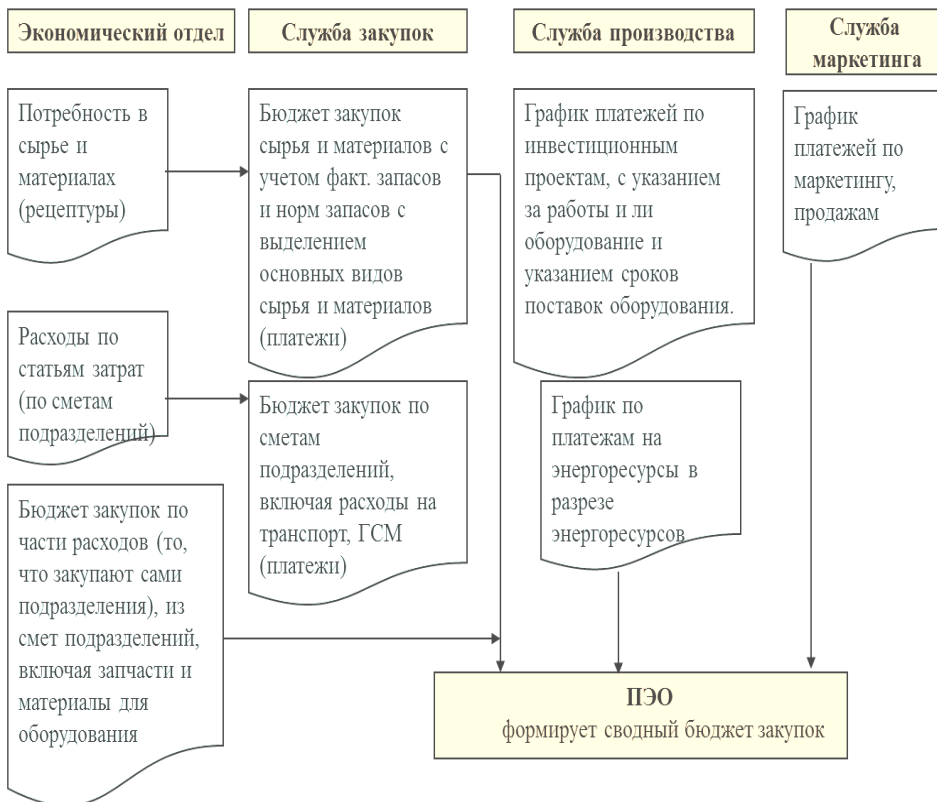 Экономический отдел
Служба закупок
Служба производства
Служба
маркетинга
Потребность в
сырье и
материалах
(рецептуры)
Бюджет закупок
сырья и материалов с
учетом факт. запасов
и норм запасов с
выделением
основных видов
сырья и материалов
(платежи)
График платежей по
инвестиционным
проектам, с указанием
за работы и ли
оборудование и
указанием сроков
поставок оборудования.
График
платежей по
маркетингу,
продажам
Расходы по
статьям затрат
(по сметам
подразделений)
Бюджет закупок по
сметам
подразделений,
включая расходы на
транспорт, ГСМ
(платежи)
График по
платежам на
энергоресурсы в
разрезе
энергоресурсов
Бюджет закупок по
части расходов (то,
что закупают сами
подразделения), из
смет подразделений,
включая запчасти и
материалы для
оборудования
ПЭО
формирует сводный бюджет закупок